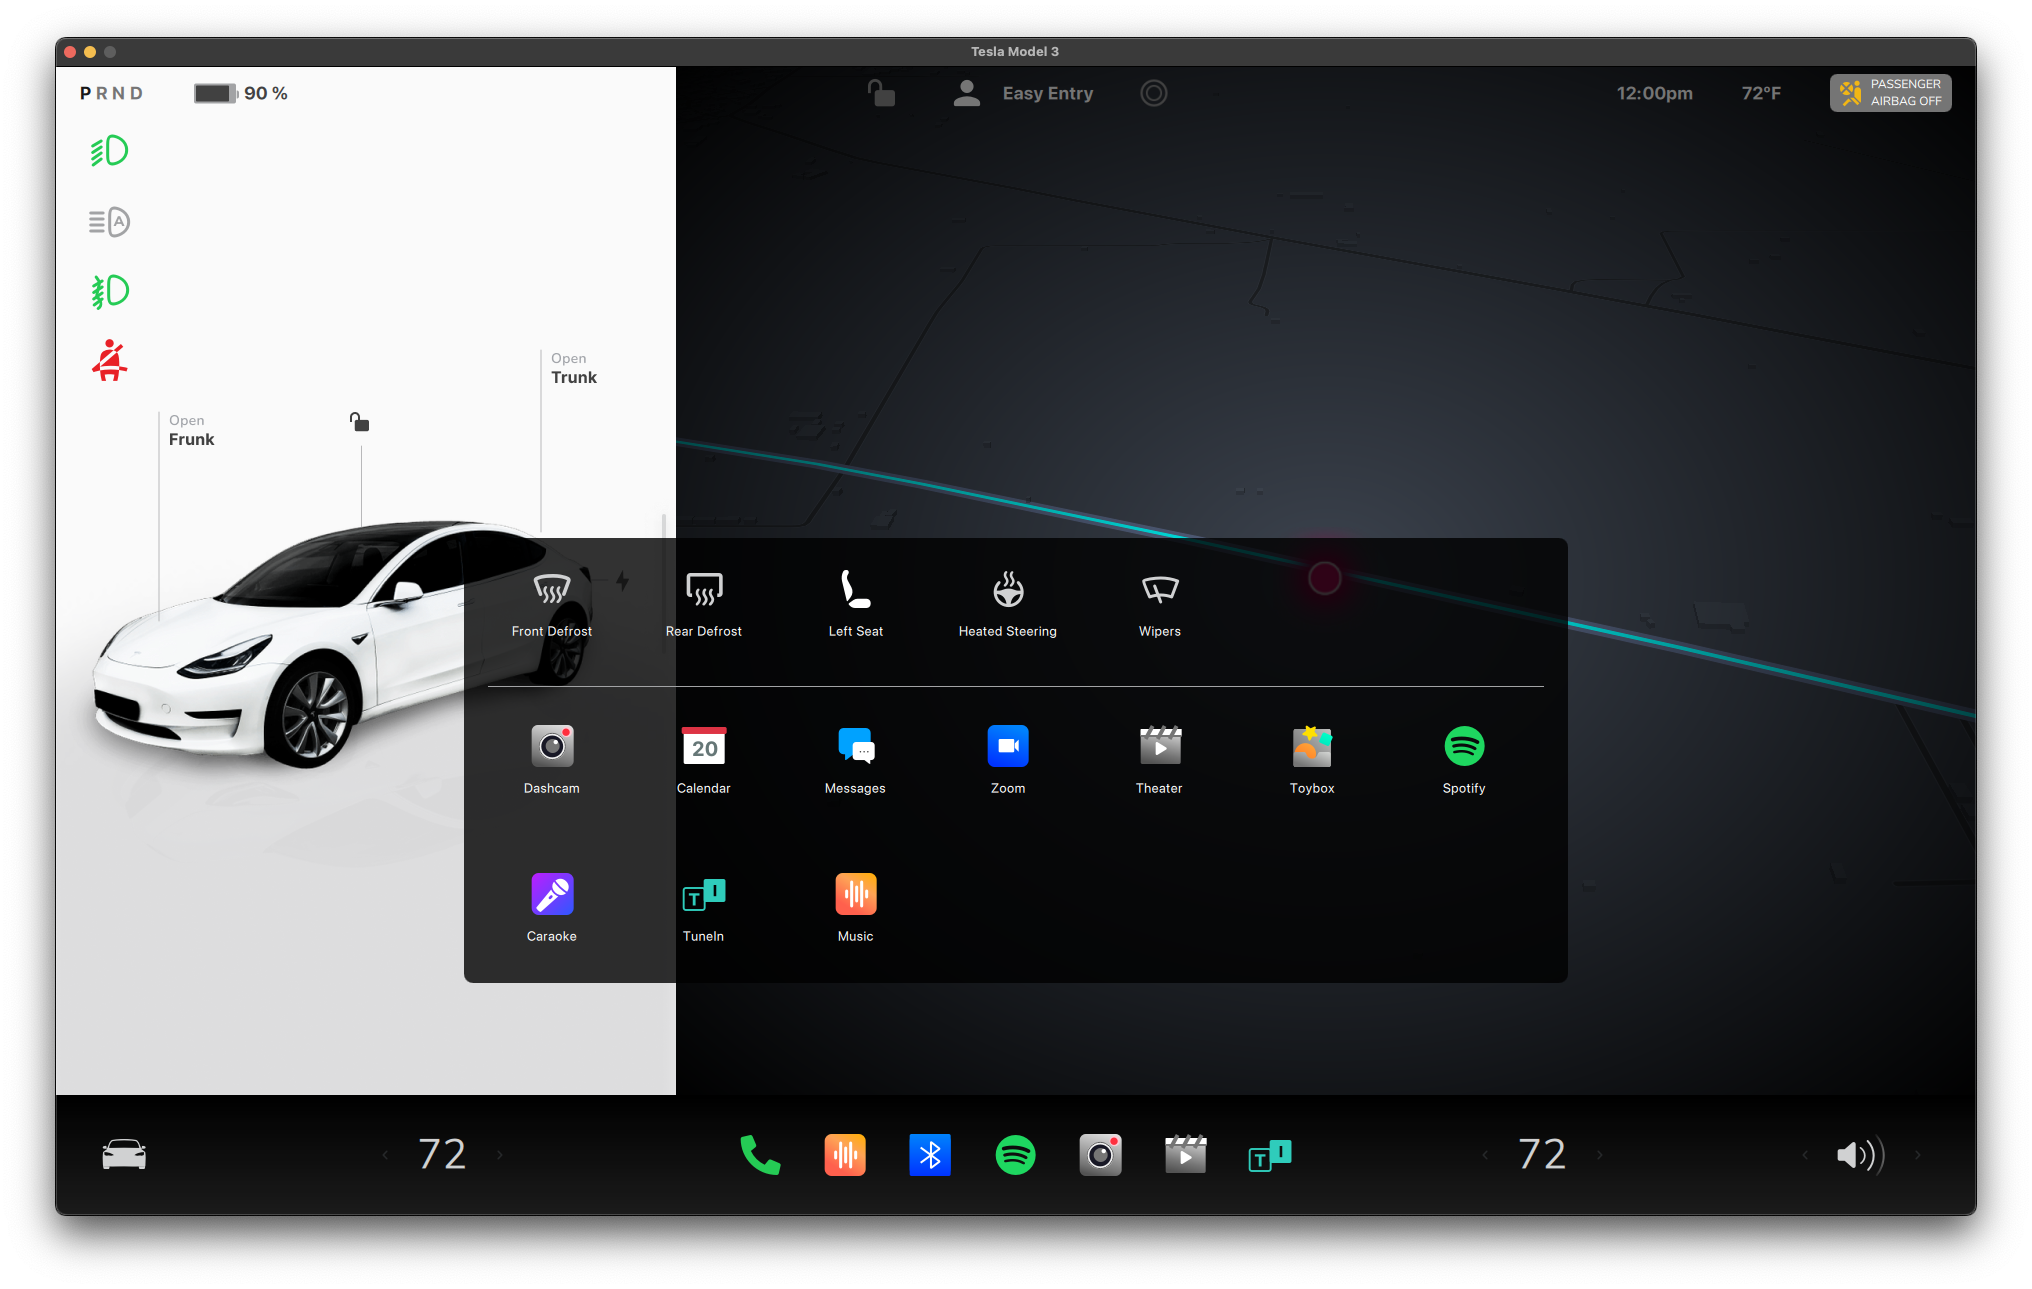 Tesla Model 3
P R N D
90 %
Easy Entry
12:00pm
72°F
PASSENGER
AIRBAG OFF
A
Open
Trunk
Open
Frunk
Front Defrost
Rear Defrost
Left Seat
Heated Steering
Wipers
20
Dashcam
Calendar
Messages
Zoom
Theater
Toybox
Spotify
T I
Caraoke
TuneIn
Music
72
T I
72